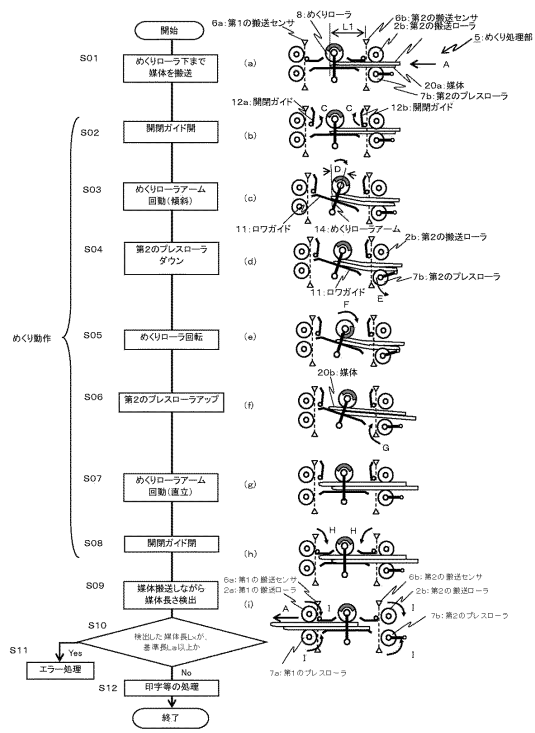 開始
6a:第1の搬送センサ
8:めくりローラ
L1
6b:第2の搬送センサ
2b:第2の搬送ローラ
5:めくり処理部
S01
めくりローラ下まで
媒体を搬送
(a)
A
20a:媒体
7b:第2のプレスローラ
12a:開閉ガイド
C
C
12b:開閉ガイド
S02
開閉ガイド開
(b)
S03
めくりローラアーム
回動(傾斜)
(c)
D
11:ロワガイド
14:めくりローラアーム
S04
第2のプレスローラ
ダウン
(d)
2b:第2の搬送ローラ
7b:第2のプレスローラ
11:ロワガイド
E
めくり動作
S05
めくりローラ回転
(e)
F
S06
第2のプレスローラアップ
(f)
20b:媒体
G
S07
めくりローラアーム
回動(直立)
(g)
S08
開閉ガイド閉
(h)
H
H
S09
媒体搬送しながら
媒体長さ検出
(i)
6a:第1の搬送センサ
2a:第1の搬送ローラ
6b:第2の搬送センサ
2b:第2の搬送ローラ
A
I
I
7b:第2のプレスローラ
I
I
7a:第1のプレスローラ
S10
検出した媒体長Lxが、
基準長La以上か
Yes
No
S11
エラー処理
S12
印字等の処理
終了